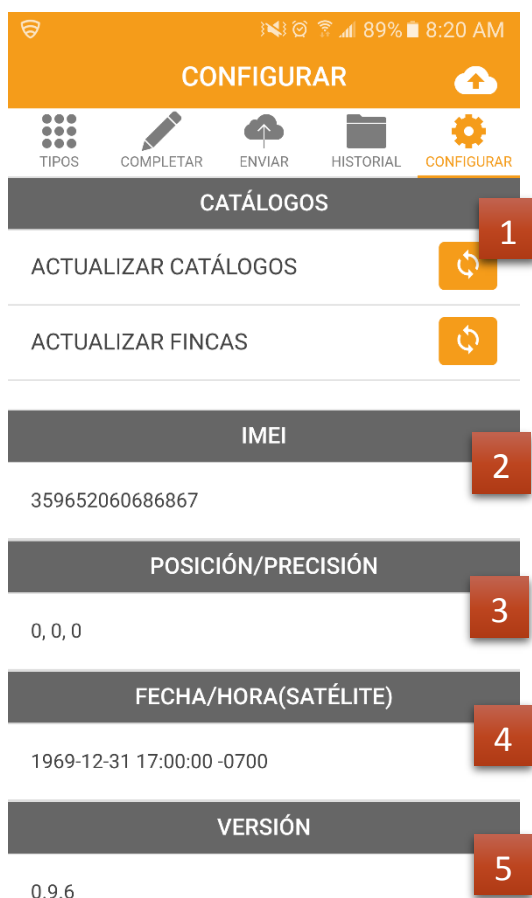 89% 8:20 AM
CONFIGURAR
TIPOS COMPLETAR ENVIAR HISTORIAL CONFIGURAR
CATÁLOGOS
1
ACTUALIZAR CATÁLOGOS
ACTUALIZAR FINCAS
IMEI
2
359652060686867
POSICIÓN/PRECISIÓN
3
0, 0, 0
FECHA/HORA(SATÉLITE)
4
1969-12-31 17:00:00 -0700
VERSIÓN
5
0.9.6